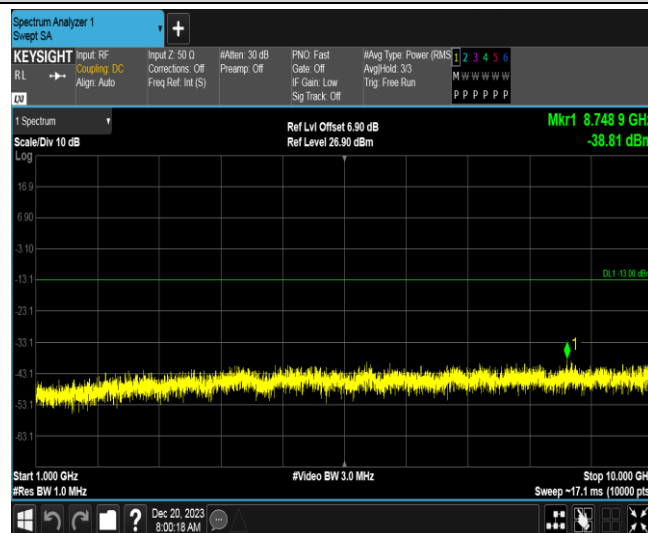 Spectrum Analyzer 1
Swept SA
+
KEYSIGHT
RL
LXI
Input: RF
Coupling: DC
Align: Auto
Input Z: 50 Ω
Corrections: Off
Freq Ref: Int (S)
#Atten: 30 dB
Preamp: Off
PNO: Fast
Gate: Off
IF Gain: Low
Sig Track: Off
#Avg Type: Power (RMS
Avg|Hold: 3/3
Trig: Free Run
1 2 3 4 5 6
M W W W W W
P P P P P P
1 Spectrum
Scale/Div 10 dB
Log
Ref Lvl Offset 6.90 dB
Ref Level 26.90 dBm
Mkr1 8.748 9 GHz
-38.81 dBm
16.9
6.90
-3.10
-13.1
DL1 -13.00 dBm
-23.1
-33.1
1
-43.1
-53.1
-63.1
Start 1.000 GHz
#Res BW 1.0 MHz
#Video BW 3.0 MHz
Stop 10.000 GHz
Sweep ~17.1 ms (10000 pts)
?
Dec 20, 2023
8:00:18 AM